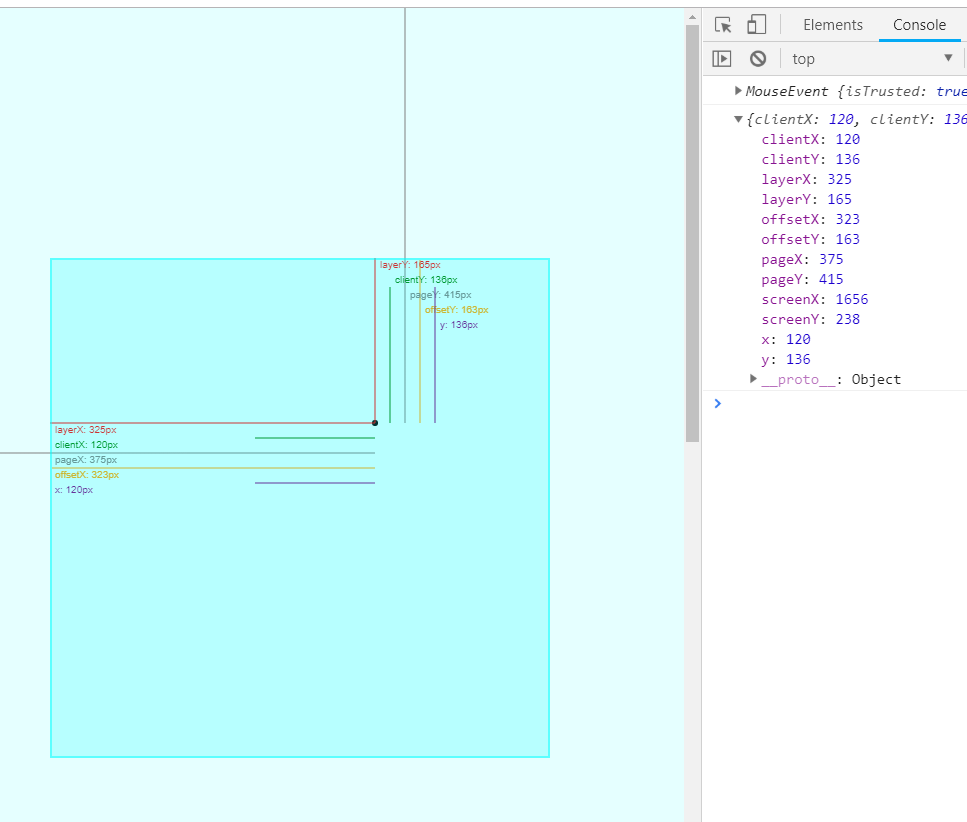 Elements Console
top
MouseEvent {isTrusted: true
{clientX: 120, clientY: 136
clientX: 120
clientY: 136
layerX: 325
layerY: 165
offsetX: 323
offsetY: 163
pageX: 375
pageY: 415
screenX: 1656
screenY: 238
x: 120
y: 136
__proto__: Object
layerY: 165px
clientY: 136px
pageY: 415px
offsetY: 163px
y: 136px
layerX: 325px
clientX: 120px
pageX: 375px
offsetX: 323px
x: 120px